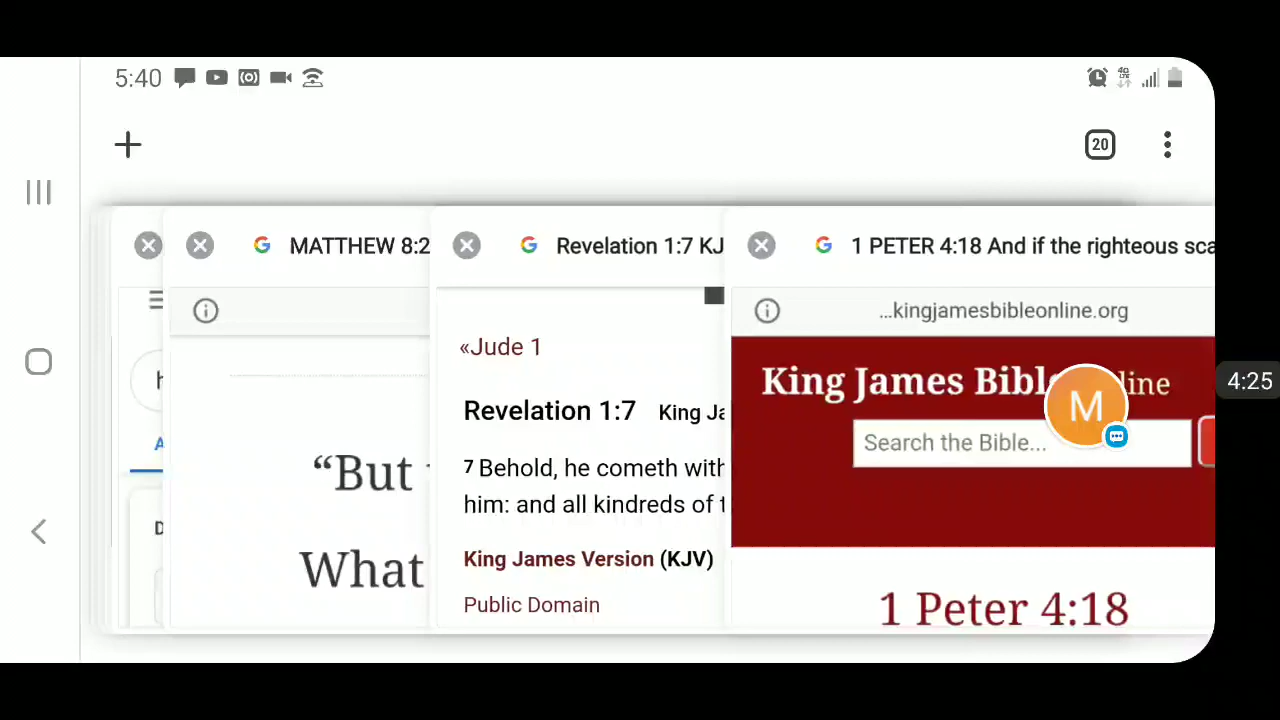 5:40
20
MATTHEW 8:2
Revelation 1:7 KJ
1 PETER 4:18 And if the righteous sca
...kingjamesbibleonline.org
«Jude 1
King James Bibl line
M
Search the Bible...
4:25
Revelation 1:7 King Ja
7 Behold, he cometh with
him: and all kindreds of t
“But
What
King James Version (KJV)
Public Domain
1 Peter 4:18